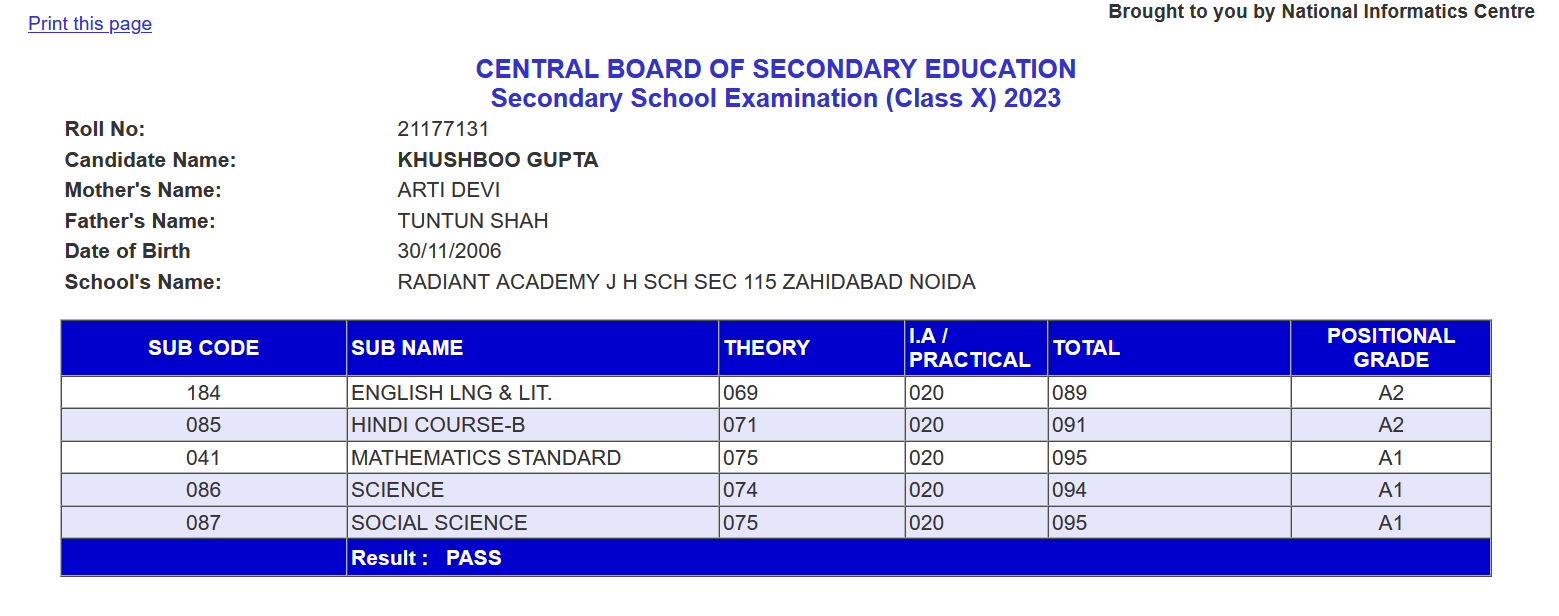 Print this page
Brought to you by National Informatics Centre
CENTRAL BOARD OF SECONDARY EDUCATION
Secondary School Examination (Class X) 2023
Roll No: 21177131
Candidate Name: KHUSHBOO GUPTA
Mother's Name: ARTI DEVI
Father's Name: TUNTUN SHAH
Date of Birth 30/11/2006
School's Name: RADIANT ACADEMY J H SCH SEC 115 ZAHIDABAD NOIDA
SUB CODE SUB NAME THEORY I.A / PRACTICAL TOTAL POSITIONAL GRADE
184 ENGLISH LNG & LIT. 069 020 089 A2
085 HINDI COURSE-B 071 020 091 A2
041 MATHEMATICS STANDARD 075 020 095 A1
086 SCIENCE 074 020 094 A1
087 SOCIAL SCIENCE 075 020 095 A1
Result : PASS